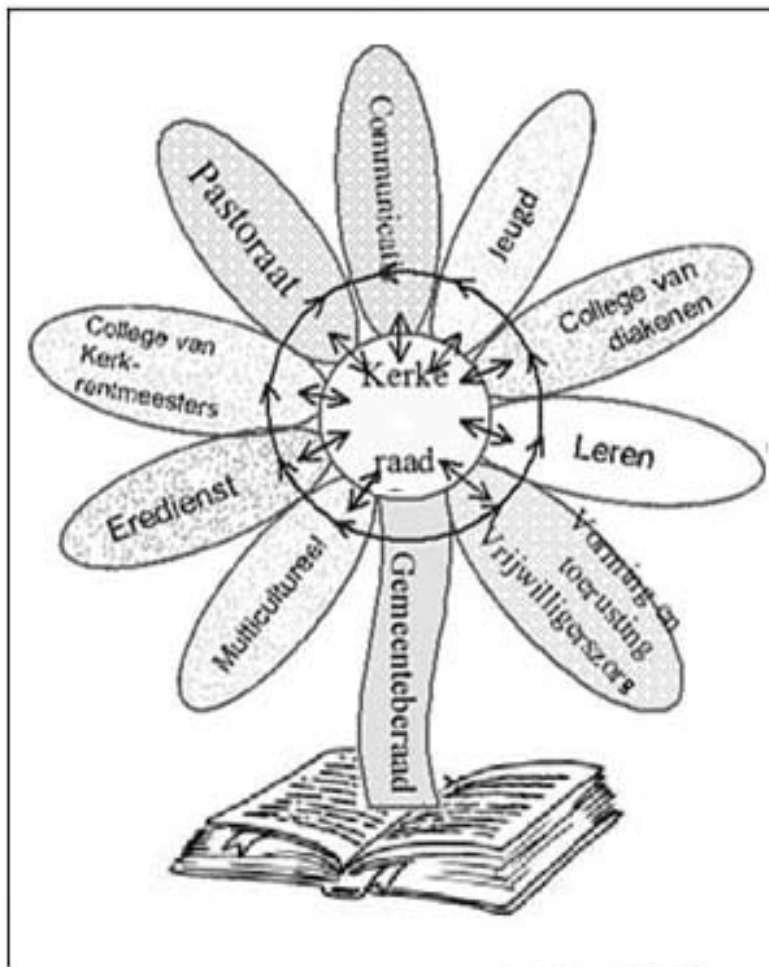 Communicati
Jeugd
College van
diakenen
Leren
Vorming en
toerusting
Vrijwilligerszorg
Gemeenteberaad
Multicultureel
Eredienst
College van
Kerk-
rentmeesters
Pastoraat
Kerke
raad